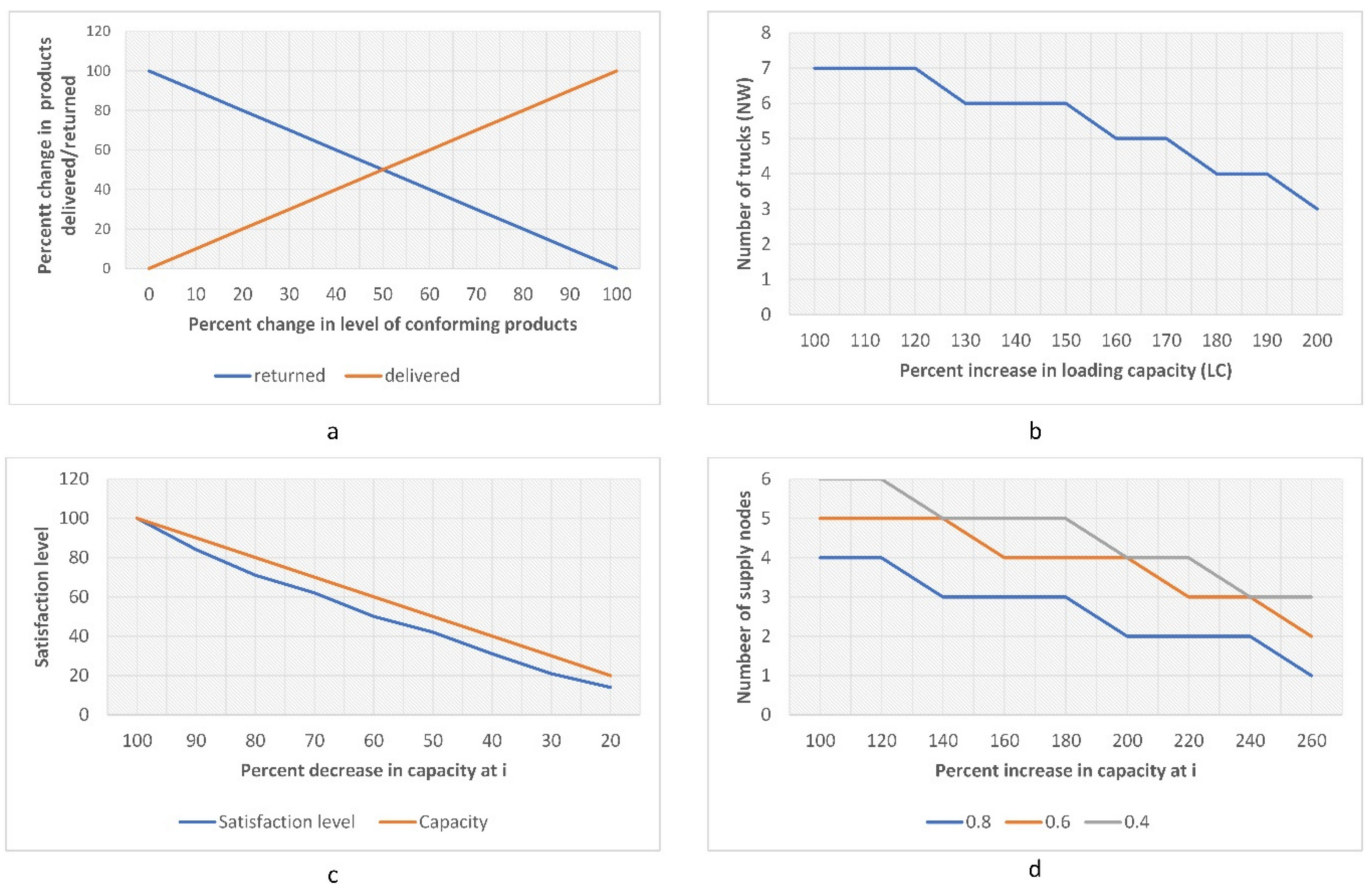 120
100
80
60
40
20
0
Percentt change in products
delivered/returned
0 10 20 30 40 50 60 70 80 90 100
Percent change in level of conforming products
returned delivered
a
8
7
6
5
4
3
2
1
0
Number of trucks (NW)
100 110 120 130 140 150 160 170 180 190 200
Percent increase in loading capacity (LC)
b
120
100
80
60
40
20
0
Satisfaction level
100 90 80 70 60 50 40 30 20
Percent decrease in capacity at i
Satisfaction level Capacity
c
6
5
4
3
2
1
0
Number of supply nodes
100 120 140 160 180 200 220 240 260
Percent increase in capacity at i
0.8 0.6 0.4
d